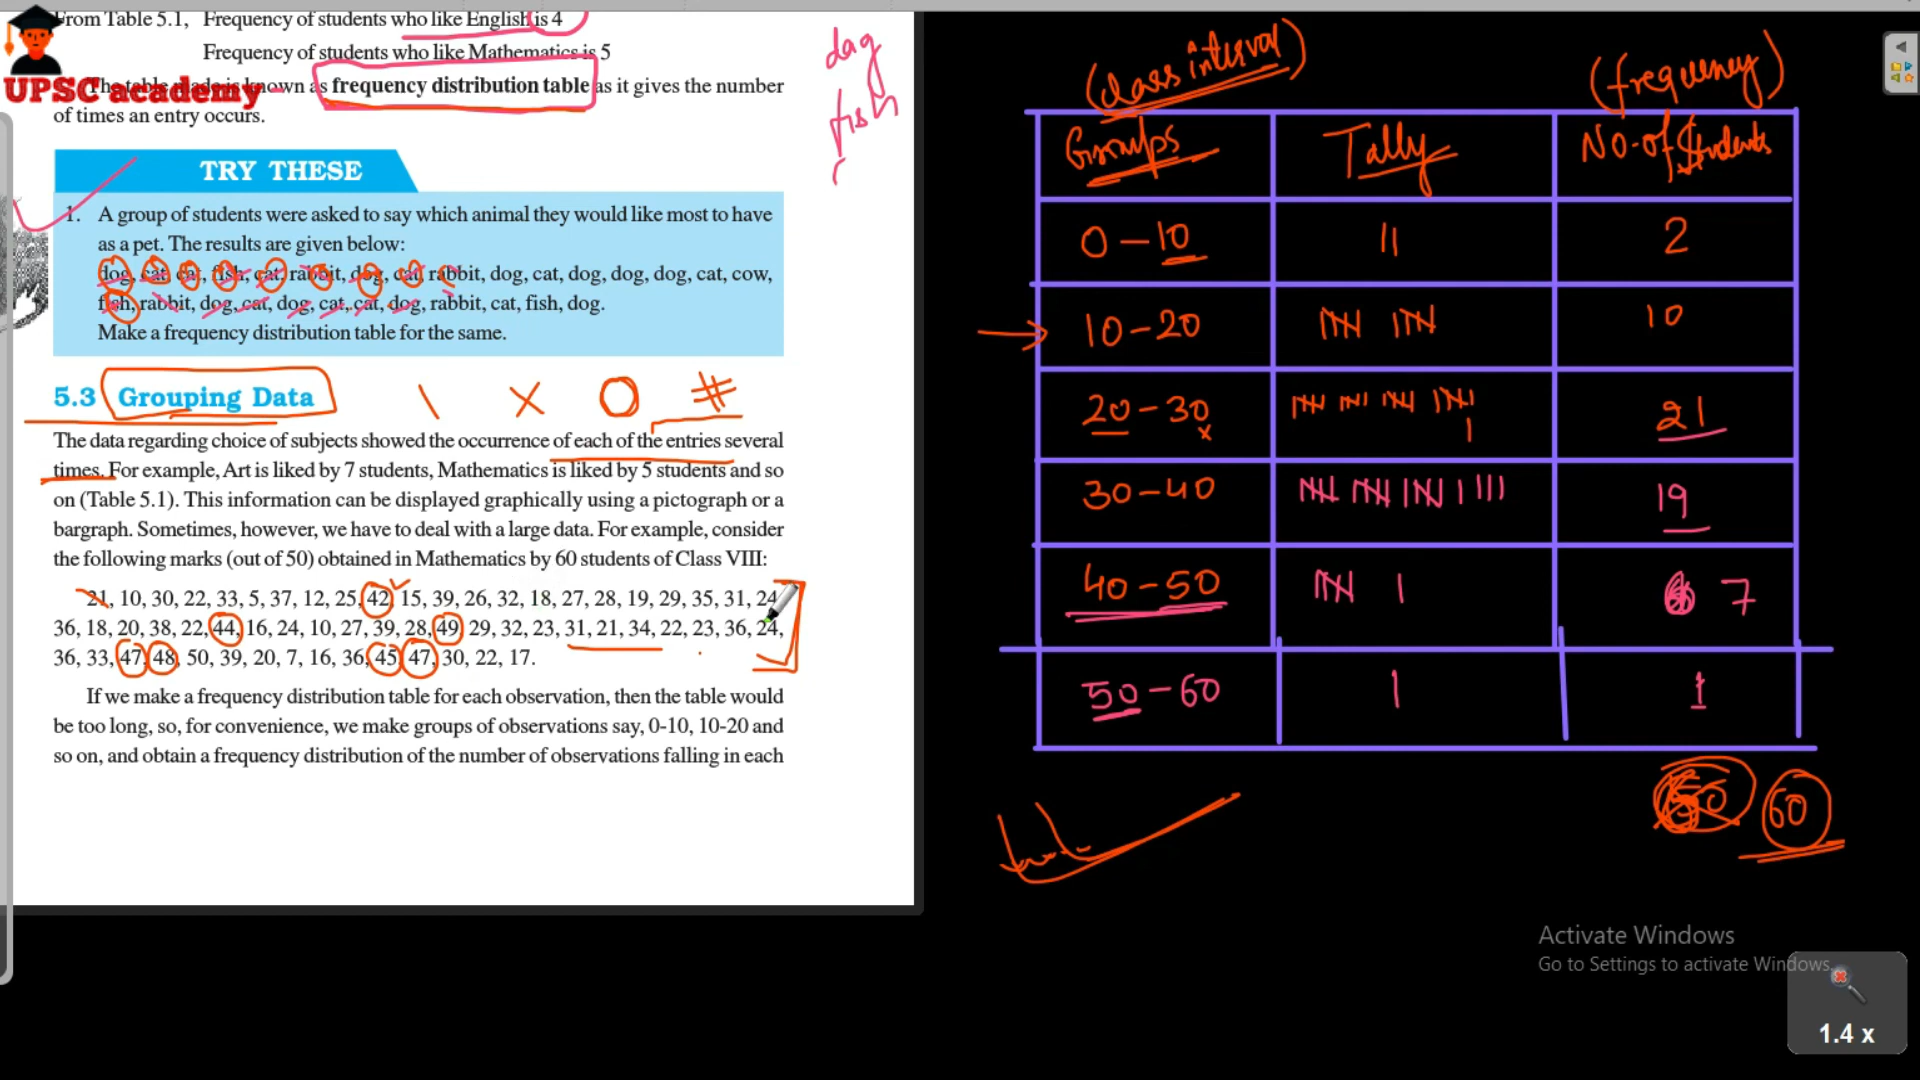 From Table 5.1, Frequency of students who like English is 4
Frequency of students who like Mathematics is 5
The table made is known as frequency distribution table as it gives the number
of times an entry occurs.
UPSC academy
TRY THESE
1. A group of students were asked to say which animal they would like most to have
as a pet. The results are given below:
dog, cat, cat, fish, cat, rabbit, dog, cat, rabbit, dog, cat, dog, dog, dog, cat, cow,
fish, rabbit, dog, cat, dog, cat, cat, dog, rabbit, cat, fish, dog.
Make a frequency distribution table for the same.
5.3 Grouping Data
The data regarding choice of subjects showed the occurrence of each of the entries several
times. For example, Art is liked by 7 students, Mathematics is liked by 5 students and so
on (Table 5.1). This information can be displayed graphically using a pictograph or a
bargraph. Sometimes, however, we have to deal with a large data. For example, consider
the following marks (out of 50) obtained in Mathematics by 60 students of Class VIII:
21, 10, 30, 22, 33, 5, 37, 12, 25, 42, 15, 39, 26, 32, 18, 27, 28, 19, 29, 35, 31, 24
36, 18, 20, 38, 22, 44, 16, 24, 10, 27, 39, 28, 49, 29, 32, 23, 31, 21, 34, 22, 23, 36, 24,
36, 33, 47, 48, 50, 39, 20, 7, 16, 36, 45, 47, 30, 22, 17.
If we make a frequency distribution table for each observation, then the table would
be too long, so, for convenience, we make groups of observations say, 0-10, 10-20 and
so on, and obtain a frequency distribution of the number of observations falling in each
dog
fish
(class interval) (frequency)
Groups Tally No. of Students
0 - 10 2
10 - 20 10
20 - 30 21
30 - 40 19
40 - 50 7
50 - 60 1
60
Activate Windows
Go to Settings to activate Windows.
1.4 x